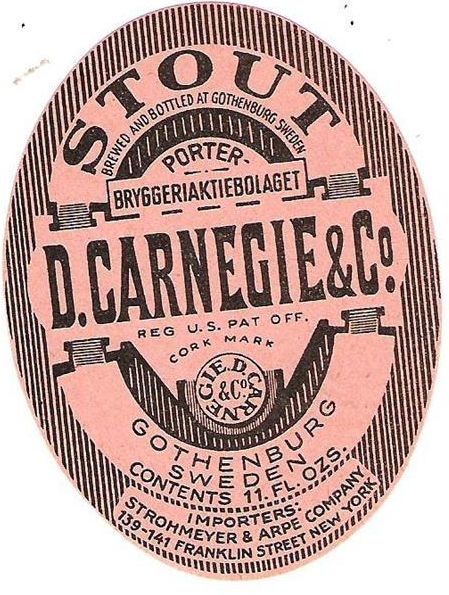 STOUT
BREWED AND BOTTLED AT GOTHENBURG SWEDEN
PORTER-
BRYGGERIAKTIEBOLAGET
D. CARNEGIE & Cº.
REG U.S. PAT OFF.
CORK MARK
D. CARNEGIE.
& Cº
GOTHENBURG
SWEDEN
CONTENTS 11. FL. OZS.
IMPORTERS:
STROHMEYER & ARPE COMPANY
139-141 FRANKLIN STREET NEW YORK